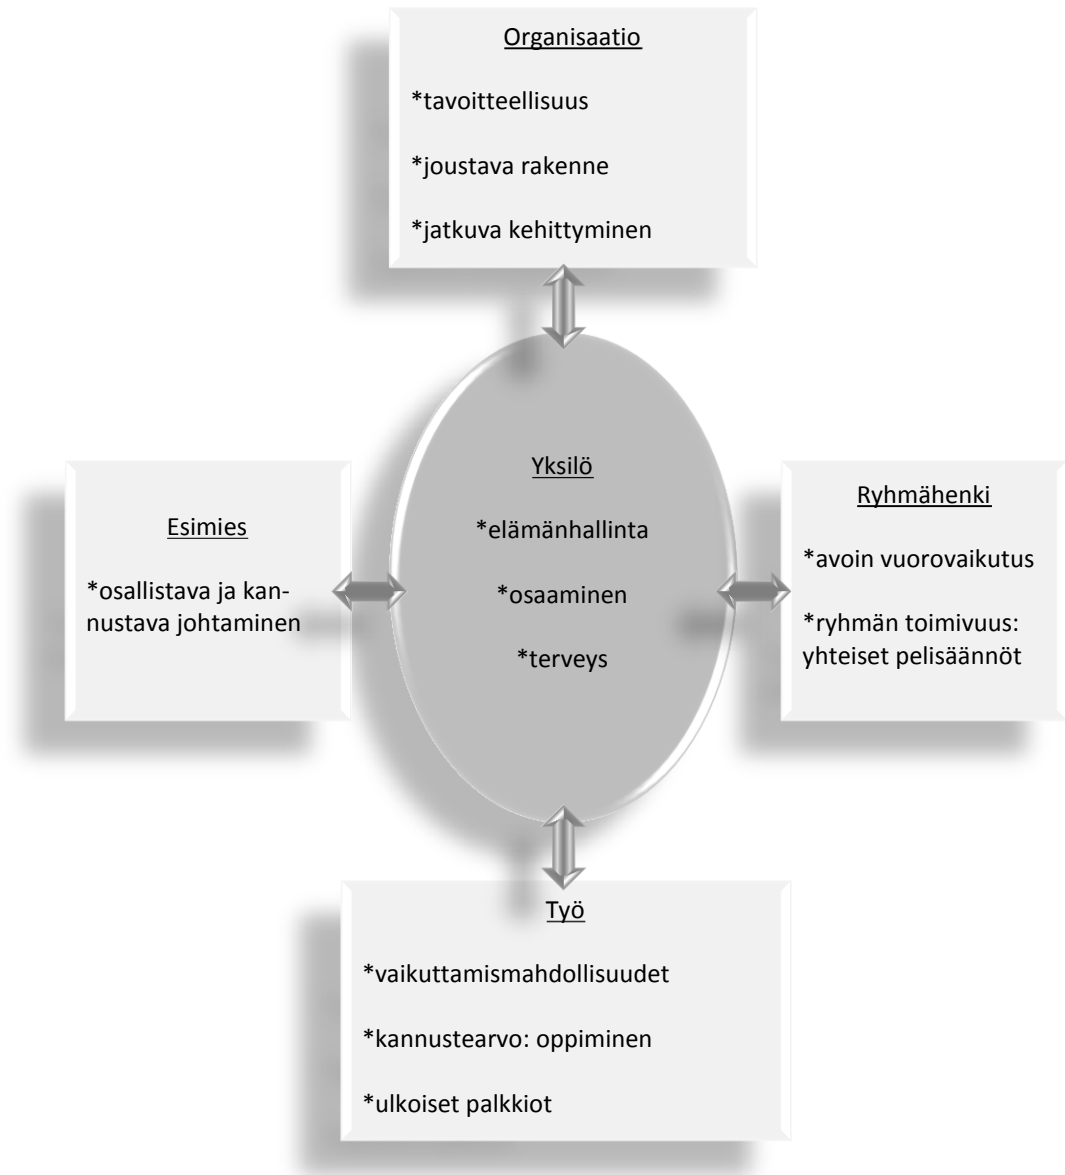 Organisaatio
*tavoitteellisuus
*joustava rakenne
*jatkuva kehittyminen
Esimies
*osallistava ja kan-
nustava johtaminen
Yksilö
*elämänhallinta
*osaaminen
*terveys
Ryhmähenki
*avoin vuorovaikutus
*ryhmän toimivuus:
yhteiset pelisäännöt
Työ
*vaikuttamismahdollisuudet
*kannustearvo: oppiminen
*ulkoiset palkkiot